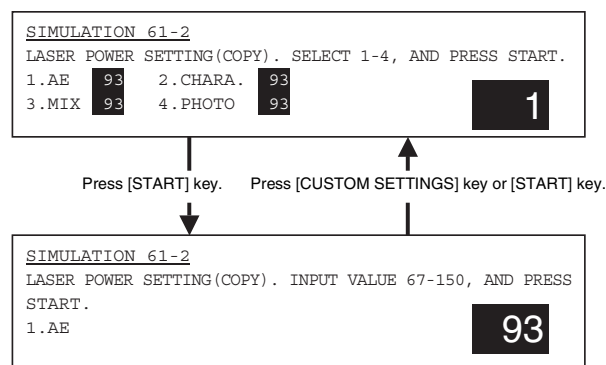 SIMULATION 61-2
LASER POWER SETTING(COPY). SELECT 1-4, AND PRESS START.
1.AE 93 2.CHARA. 93
3.MIX 93 4.PHOTO 93
1
Press [START] key. Press [CUSTOM SETTINGS] key or [START] key.
SIMULATION 61-2
LASER POWER SETTING(COPY). INPUT VALUE 67-150, AND PRESS
START.
1.AE
93